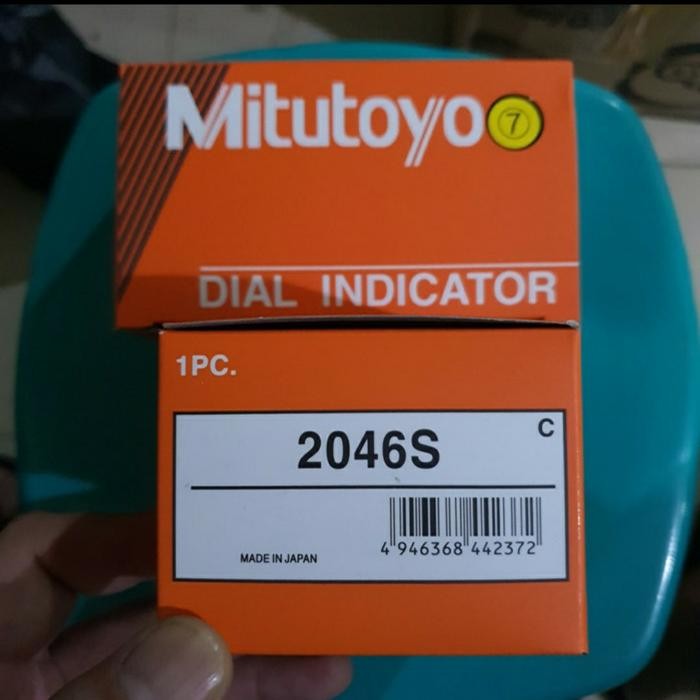 Mitutoyo 7
DIAL INDICATOR
1PC.
C
2046S
4 946368 442372
MADE IN JAPAN